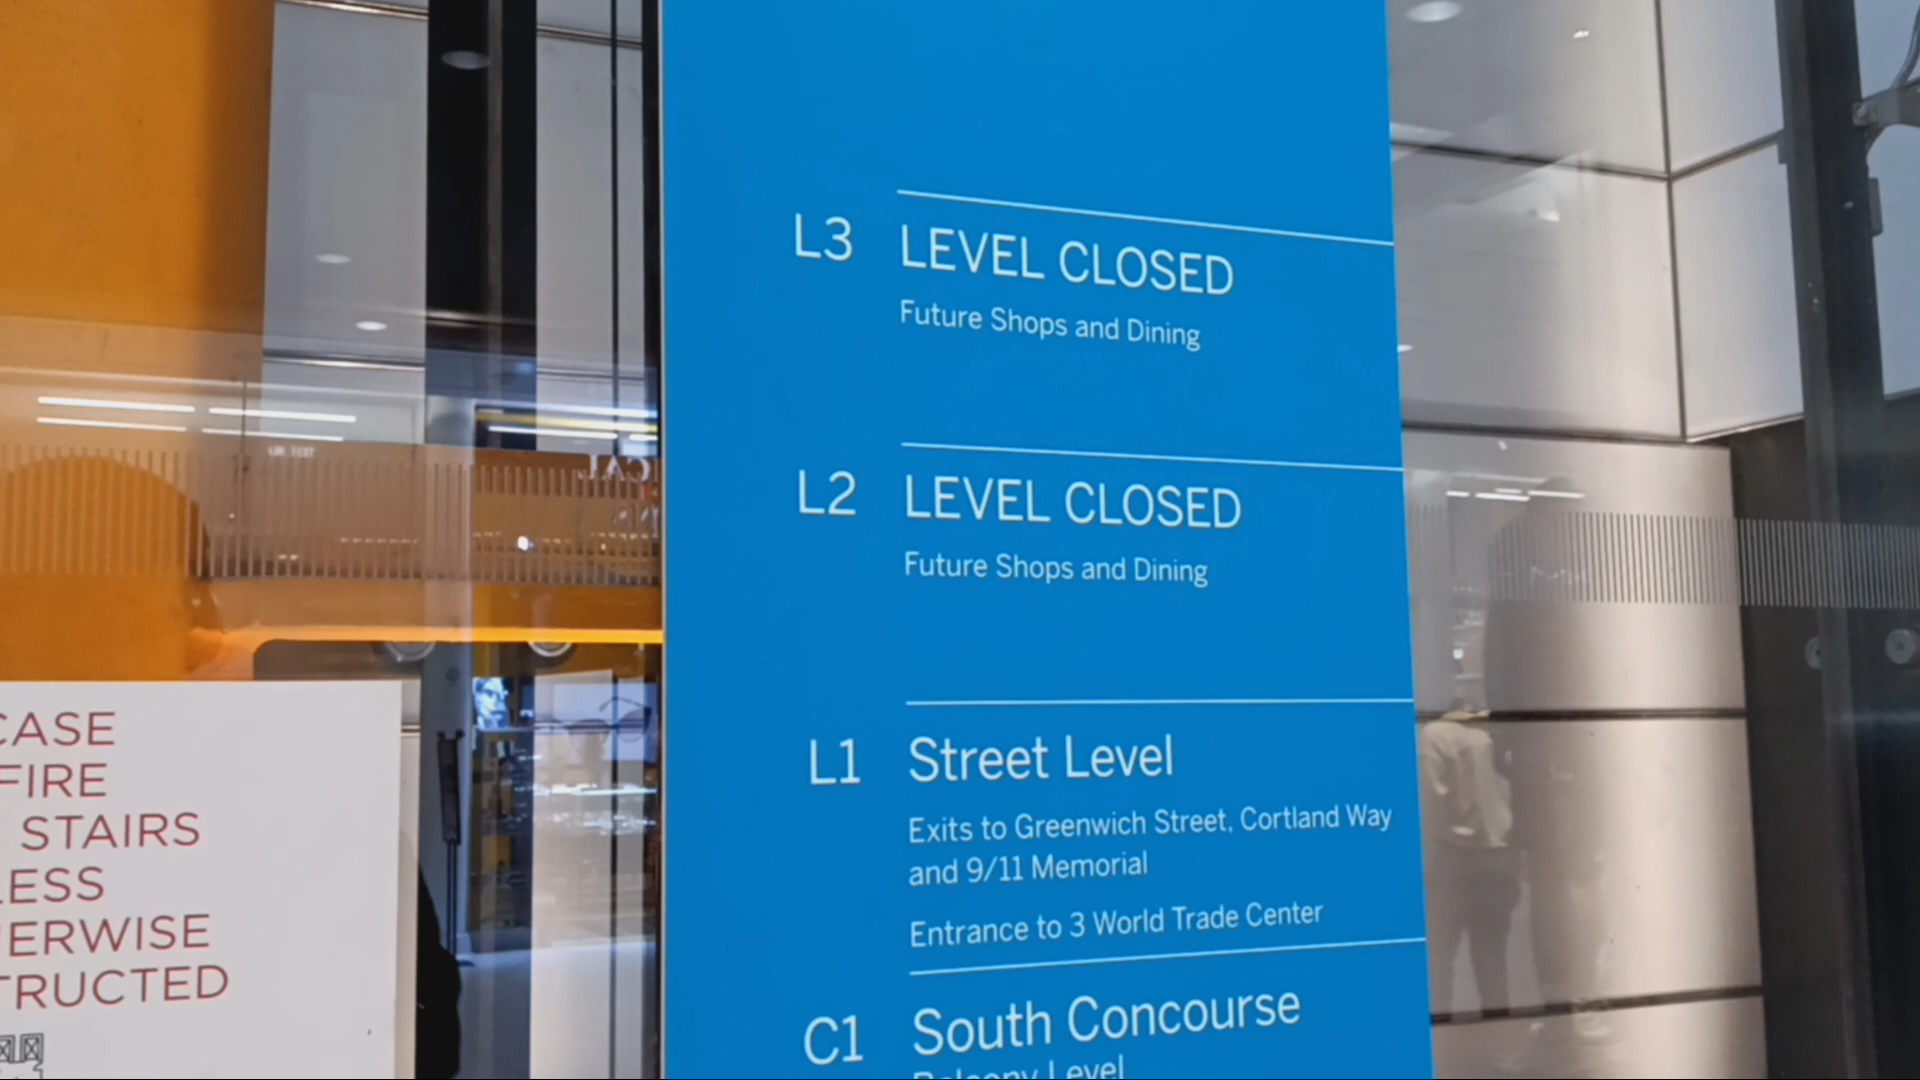 L3 LEVEL CLOSED
Future Shops and Dining
L2 LEVEL CLOSED
Future Shops and Dining
L1 Street Level
Exits to Greenwich Street, Cortland Way
and 9/11 Memorial
Entrance to 3 World Trade Center
C1 South Concourse
Balcony Level
CASE
FIRE
STAIRS
LESS
ERWISE
TRUCTED